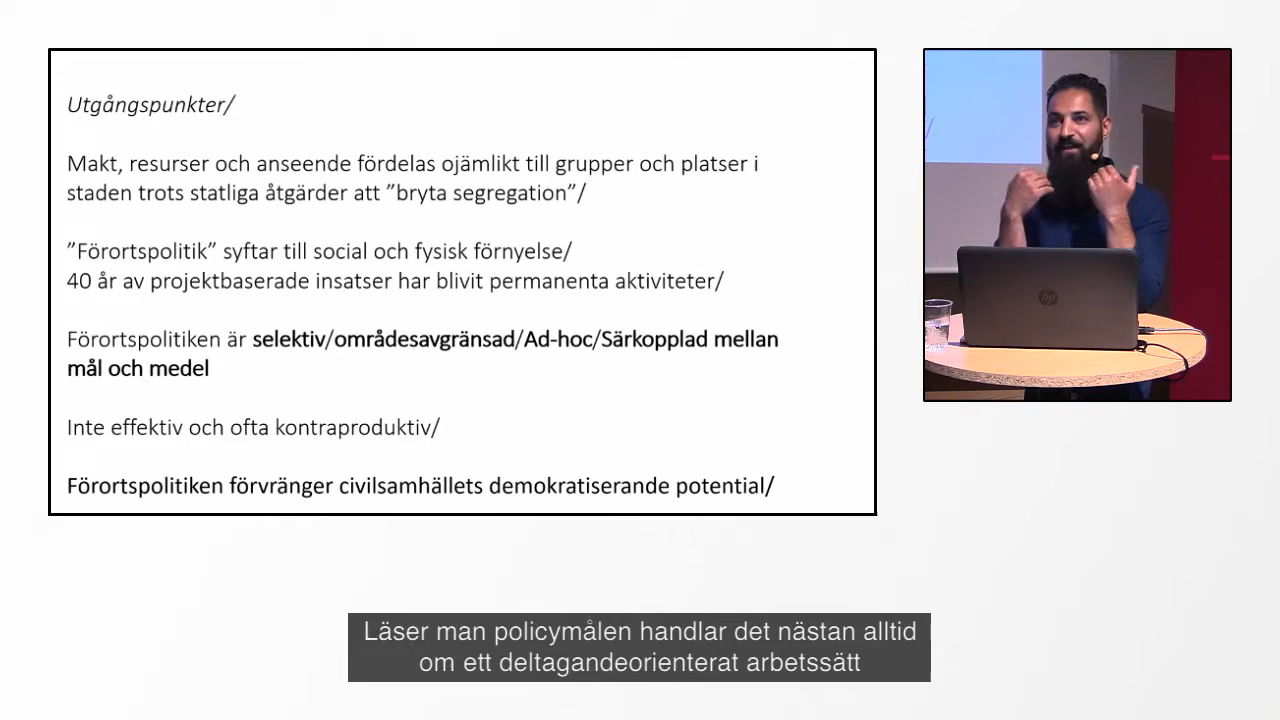 Utgångspunkter/
Makt, resurser och anseende fördelas ojämlikt till grupper och platser i
staden trots statliga åtgärder att ”bryta segregation”/
”Förortspolitik” syftar till social och fysisk förnyelse/
40 år av projektbaserade insatser har blivit permanenta aktiviteter/
Förortspolitiken är selektiv/områdesavgränsad/Ad-hoc/Särkopplad mellan
mål och medel
Inte effektiv och ofta kontraproduktiv/
Förortspolitiken förvränger civilsamhällets demokratiserande potential/
hp
Läser man policymålen handlar det nästan alltid
om ett deltagandeorienterat arbetssätt